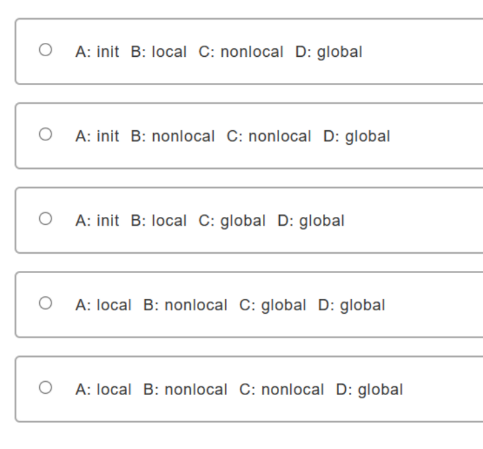 A: init B: local C: nonlocal D: global
A: init B: nonlocal C: nonlocal D: global
A: init B: local C: global D: global
A: local B: nonlocal C: global D: global
A: local B: nonlocal C: nonlocal D: global